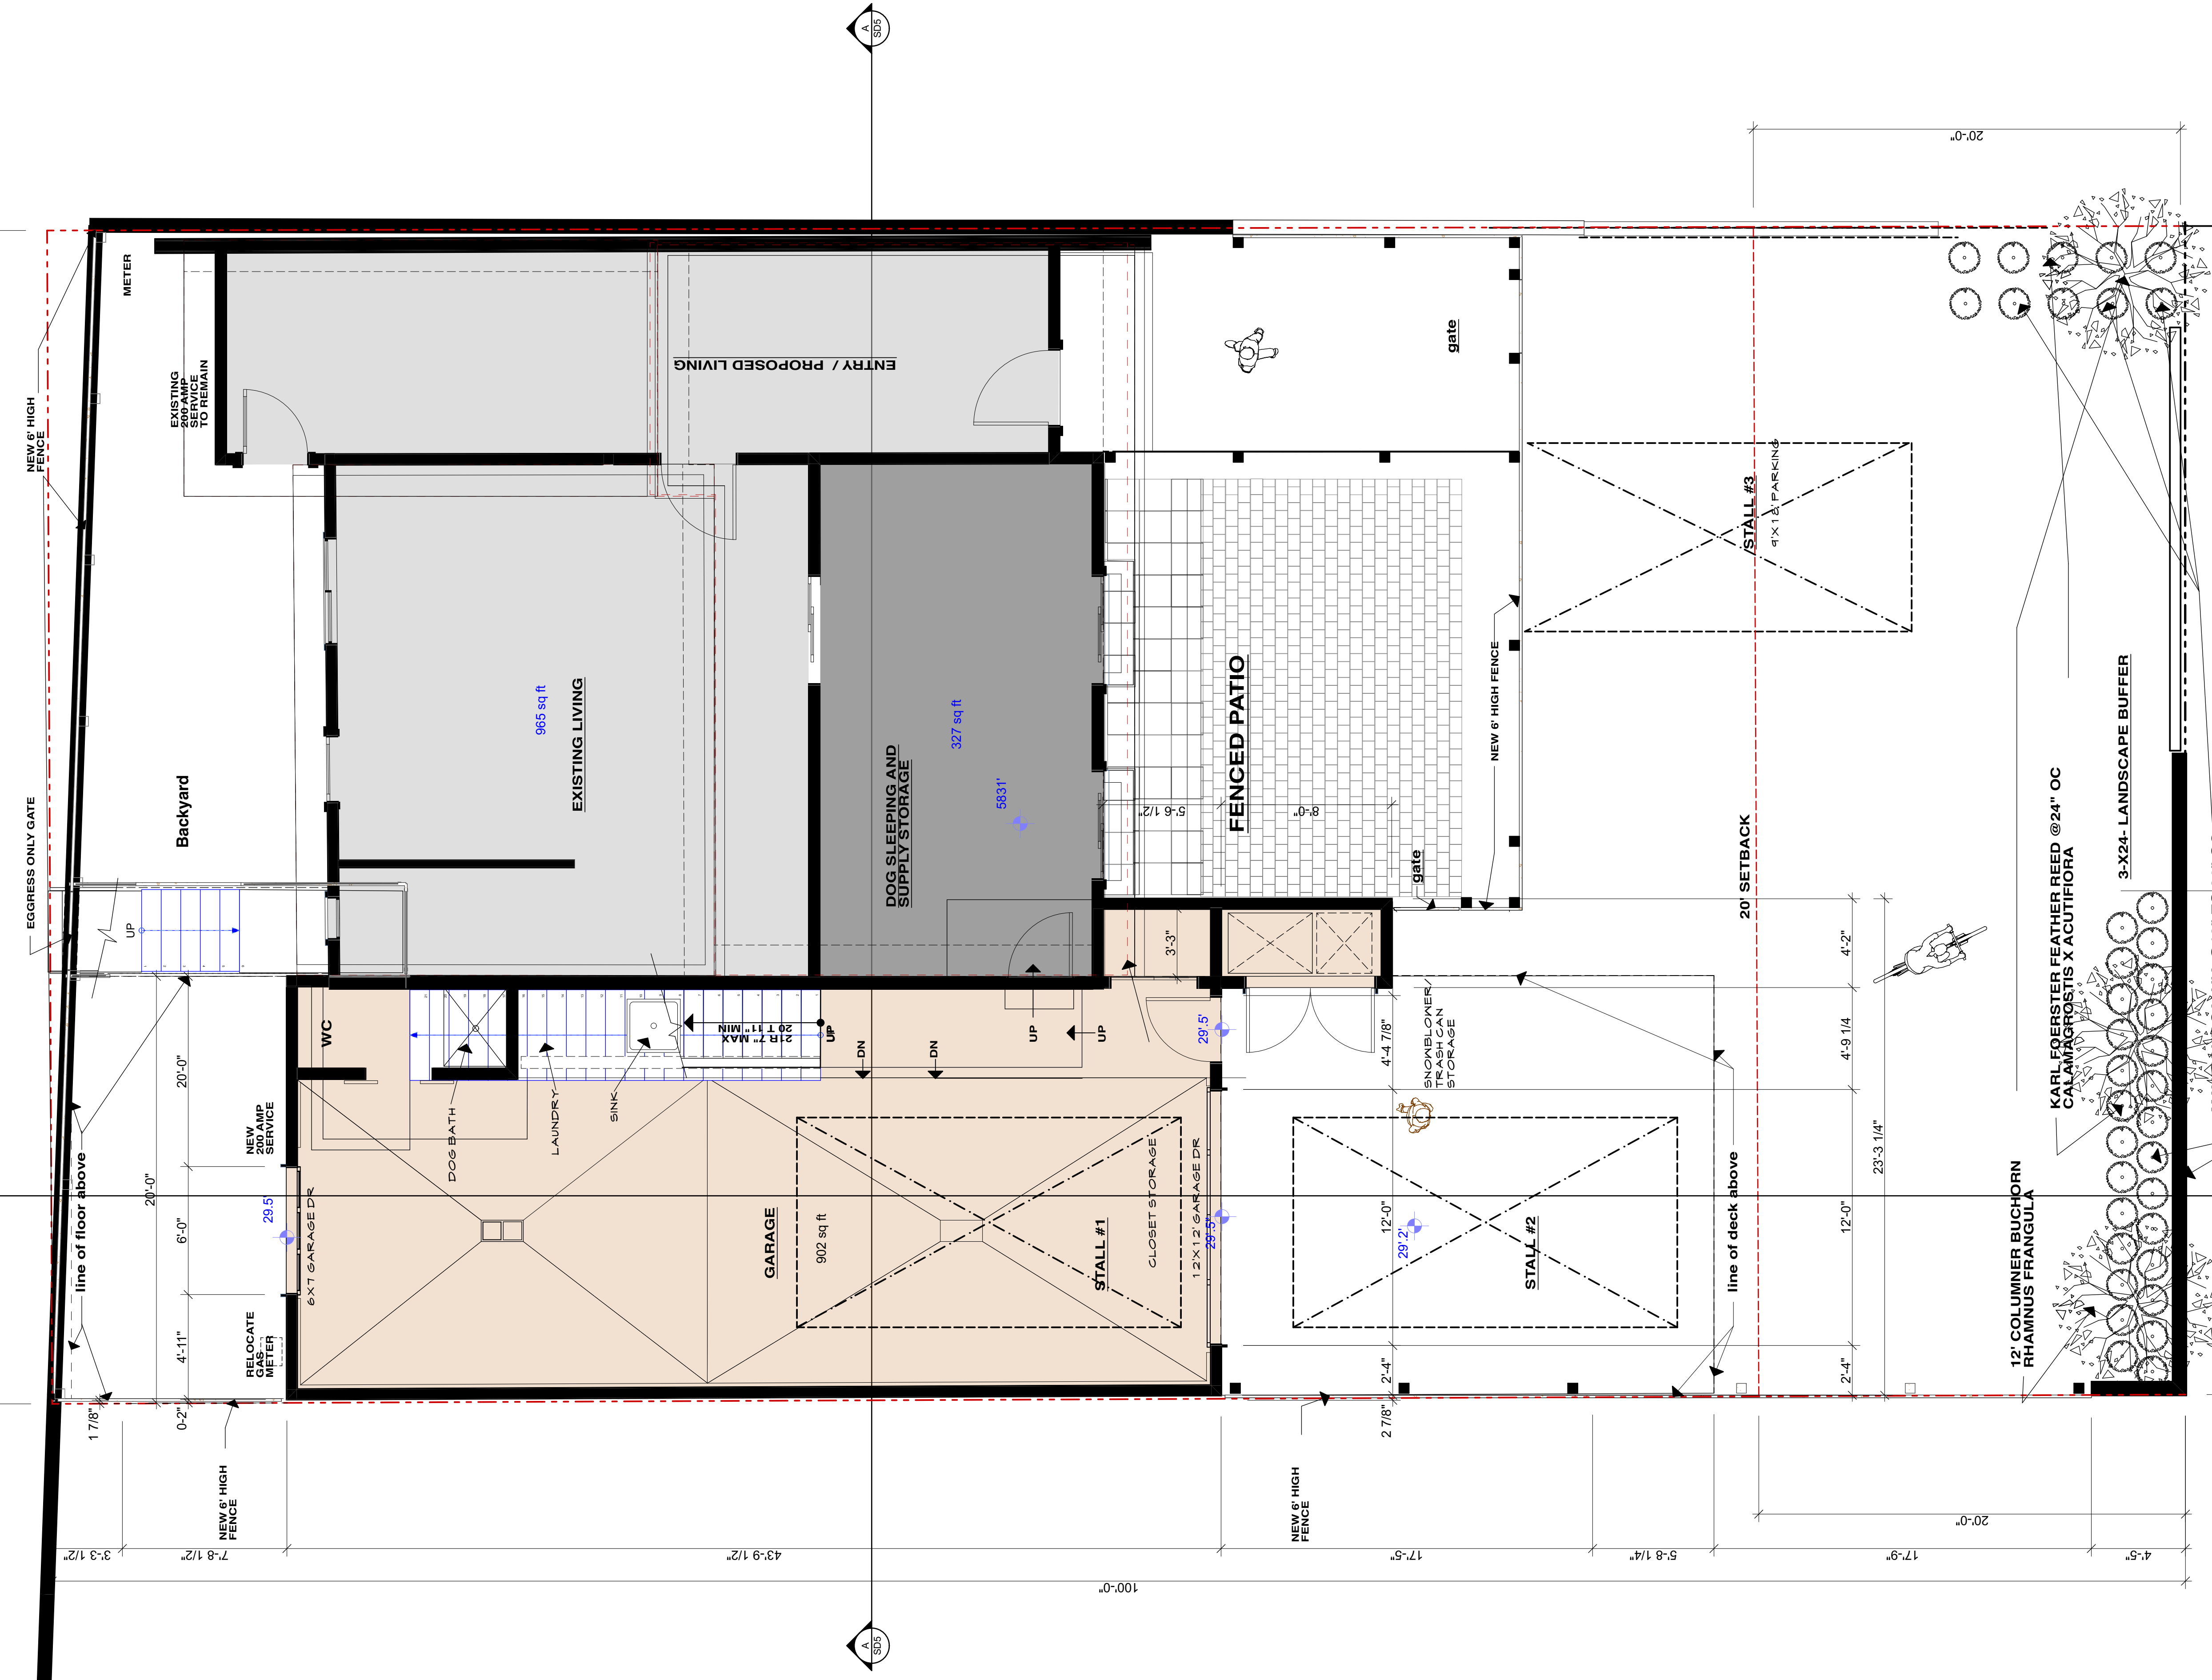 A
SD5
20'-0"
NEW 6' HIGH
FENCE
METER
EXISTING
200 AMP
SERVICE
TO REMAIN
ENTRY / PROPOSED LIVING
gate
STALL #3
9'X18' PARKING
EGGRESS ONLY GATE
Backyard
UP
965 sq ft
EXISTING LIVING
DOG SLEEPING AND
SUPPLY STORAGE
327 sq ft
5831'
FENCED PATIO
5'-6 1/2"
8'-0"
NEW 6' HIGH FENCE
gate
20' SETBACK
3-X24- LANDSCAPE BUFFER
KARL FOERSTER FEATHER REED @24" OC
CALAMAGROSTIS X ACUTIFIORA
12' COLUMNER BUCHORN
RHAMNUS FRANGULA
3'-3"
4'-2"
WC
21R 7" MAX
20 T 11" MIN
UP
DN
DN
UP
UP
29'.5'
4'-4 7/8"
4'-9 1/4
SNOWBLOWER/
TRASH CAN
STORAGE
DOG BATH
LAUNDRY
SINK
20'-0"
20'-0"
NEW
200 AMP
SERVICE
line of floor above
6'-0"
29.5'
6X7 GARAGE DR
GARAGE
902 sq ft
STALL #1
CLOSET STORAGE
12'X12' GARAGE DR
29'.5"
12'-0"
29'.2'
STALL #2
line of deck above
12'-0"
23'-3 1/4"
4'-11"
RELOCATE
GAS
METER
2'-4"
2'-4"
1 7/8"
0'-2"
2 7/8"
NEW 6' HIGH
FENCE
NEW 6' HIGH
FENCE
20'-0"
3'-3 1/2"
7'-8 1/2"
43'-9 1/2"
17'-5"
5'-8 1/4"
17'-9"
4'-5"
100'-0"
A
SD5